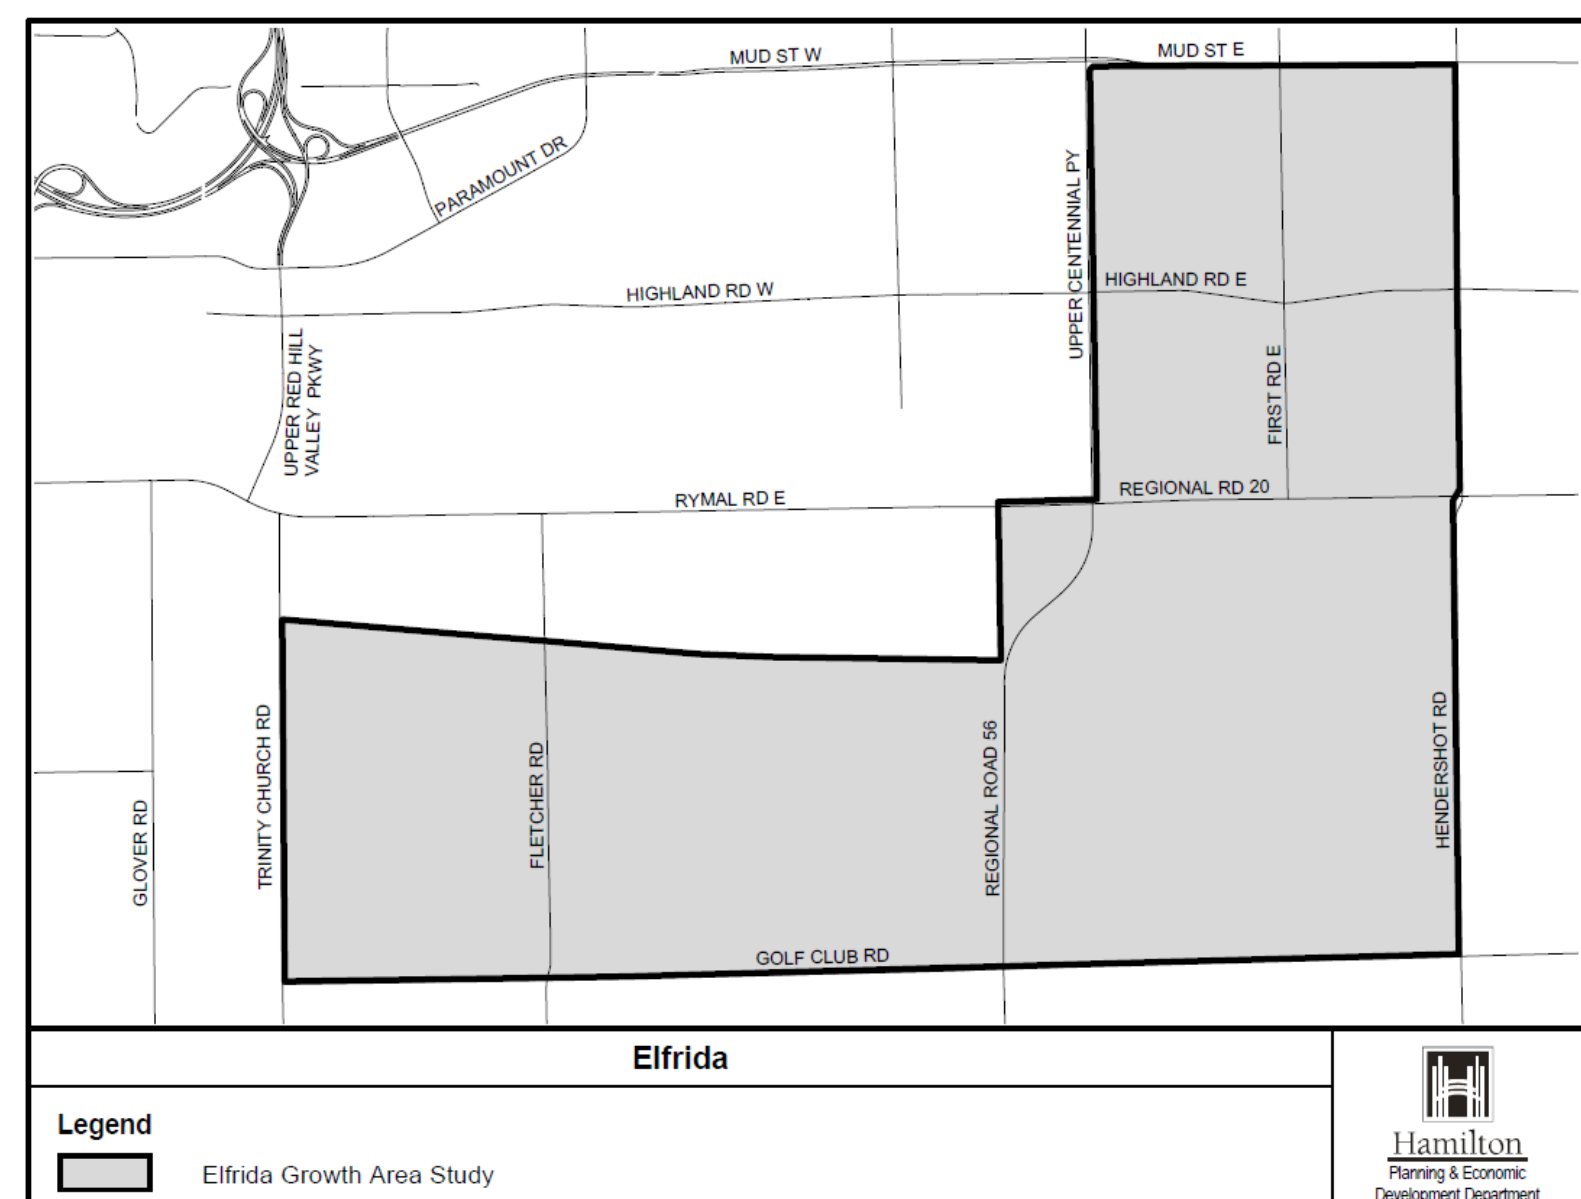 MUD ST W
MUD ST E
PARAMOUNT DR
UPPER CENTENNIAL PY
HIGHLAND RD W
HIGHLAND RD E
UPPER RED HILL
VALLEY PKWY
FIRST RD E
RYMAL RD E
REGIONAL RD 20
GLOVER RD
TRINITY CHURCH RD
FLETCHER RD
REGIONAL ROAD 56
HENDERSHOT RD
GOLF CLUB RD
Elfrida
Legend
Elfrida Growth Area Study
Hamilton
Planning & Economic
Development Department